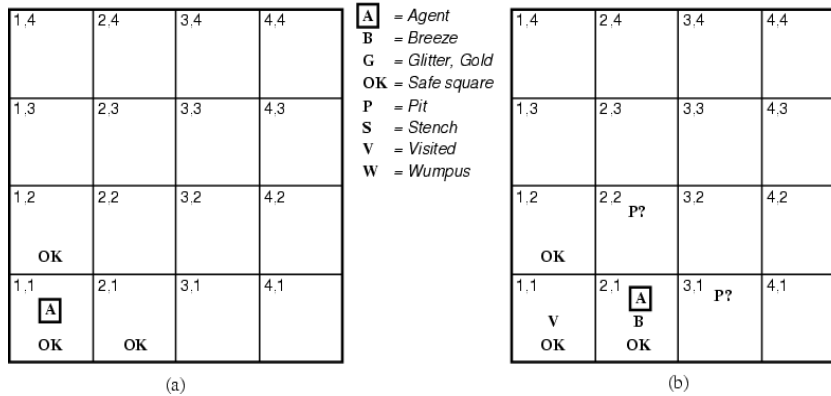 1,4 2,4 3,4 4,4
1,3 2,3 3,3 4,3
1,2 2,2 3,2 4,2
OK
1,1 2,1 3,1 4,1
A
OK OK
(a)
A = Agent
B = Breeze
G = Glitter, Gold
OK = Safe square
P = Pit
S = Stench
V = Visited
W = Wumpus
1,4 2,4 3,4 4,4
1,3 2,3 3,3 4,3
1,2 2,2 3,2 4,2
P?
OK
1,1 2,1 3,1 4,1
A P?
V B
OK OK
(b)